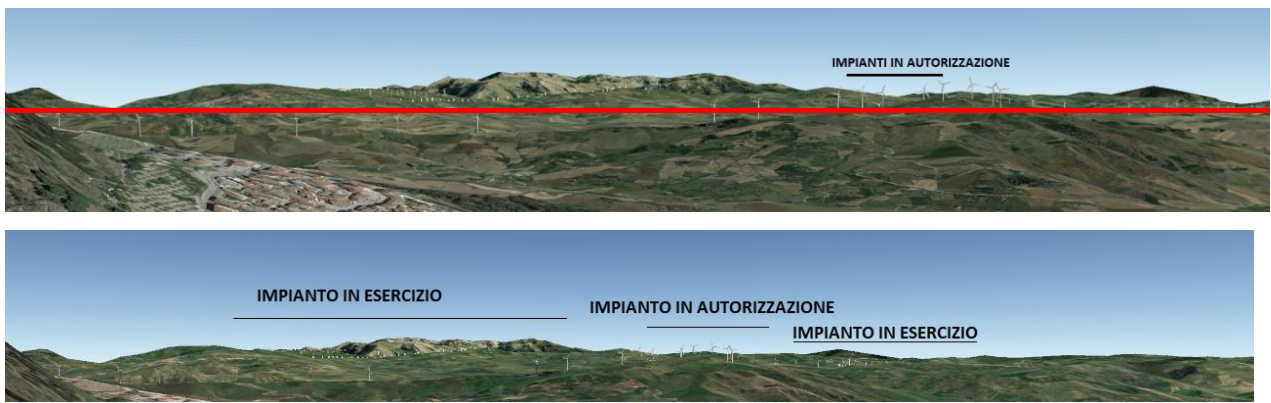 IMPIANTI IN AUTORIZZAZIONE
IMPIANTO IN ESERCIZIO
IMPIANTO IN AUTORIZZAZIONE
IMPIANTO IN ESERCIZIO